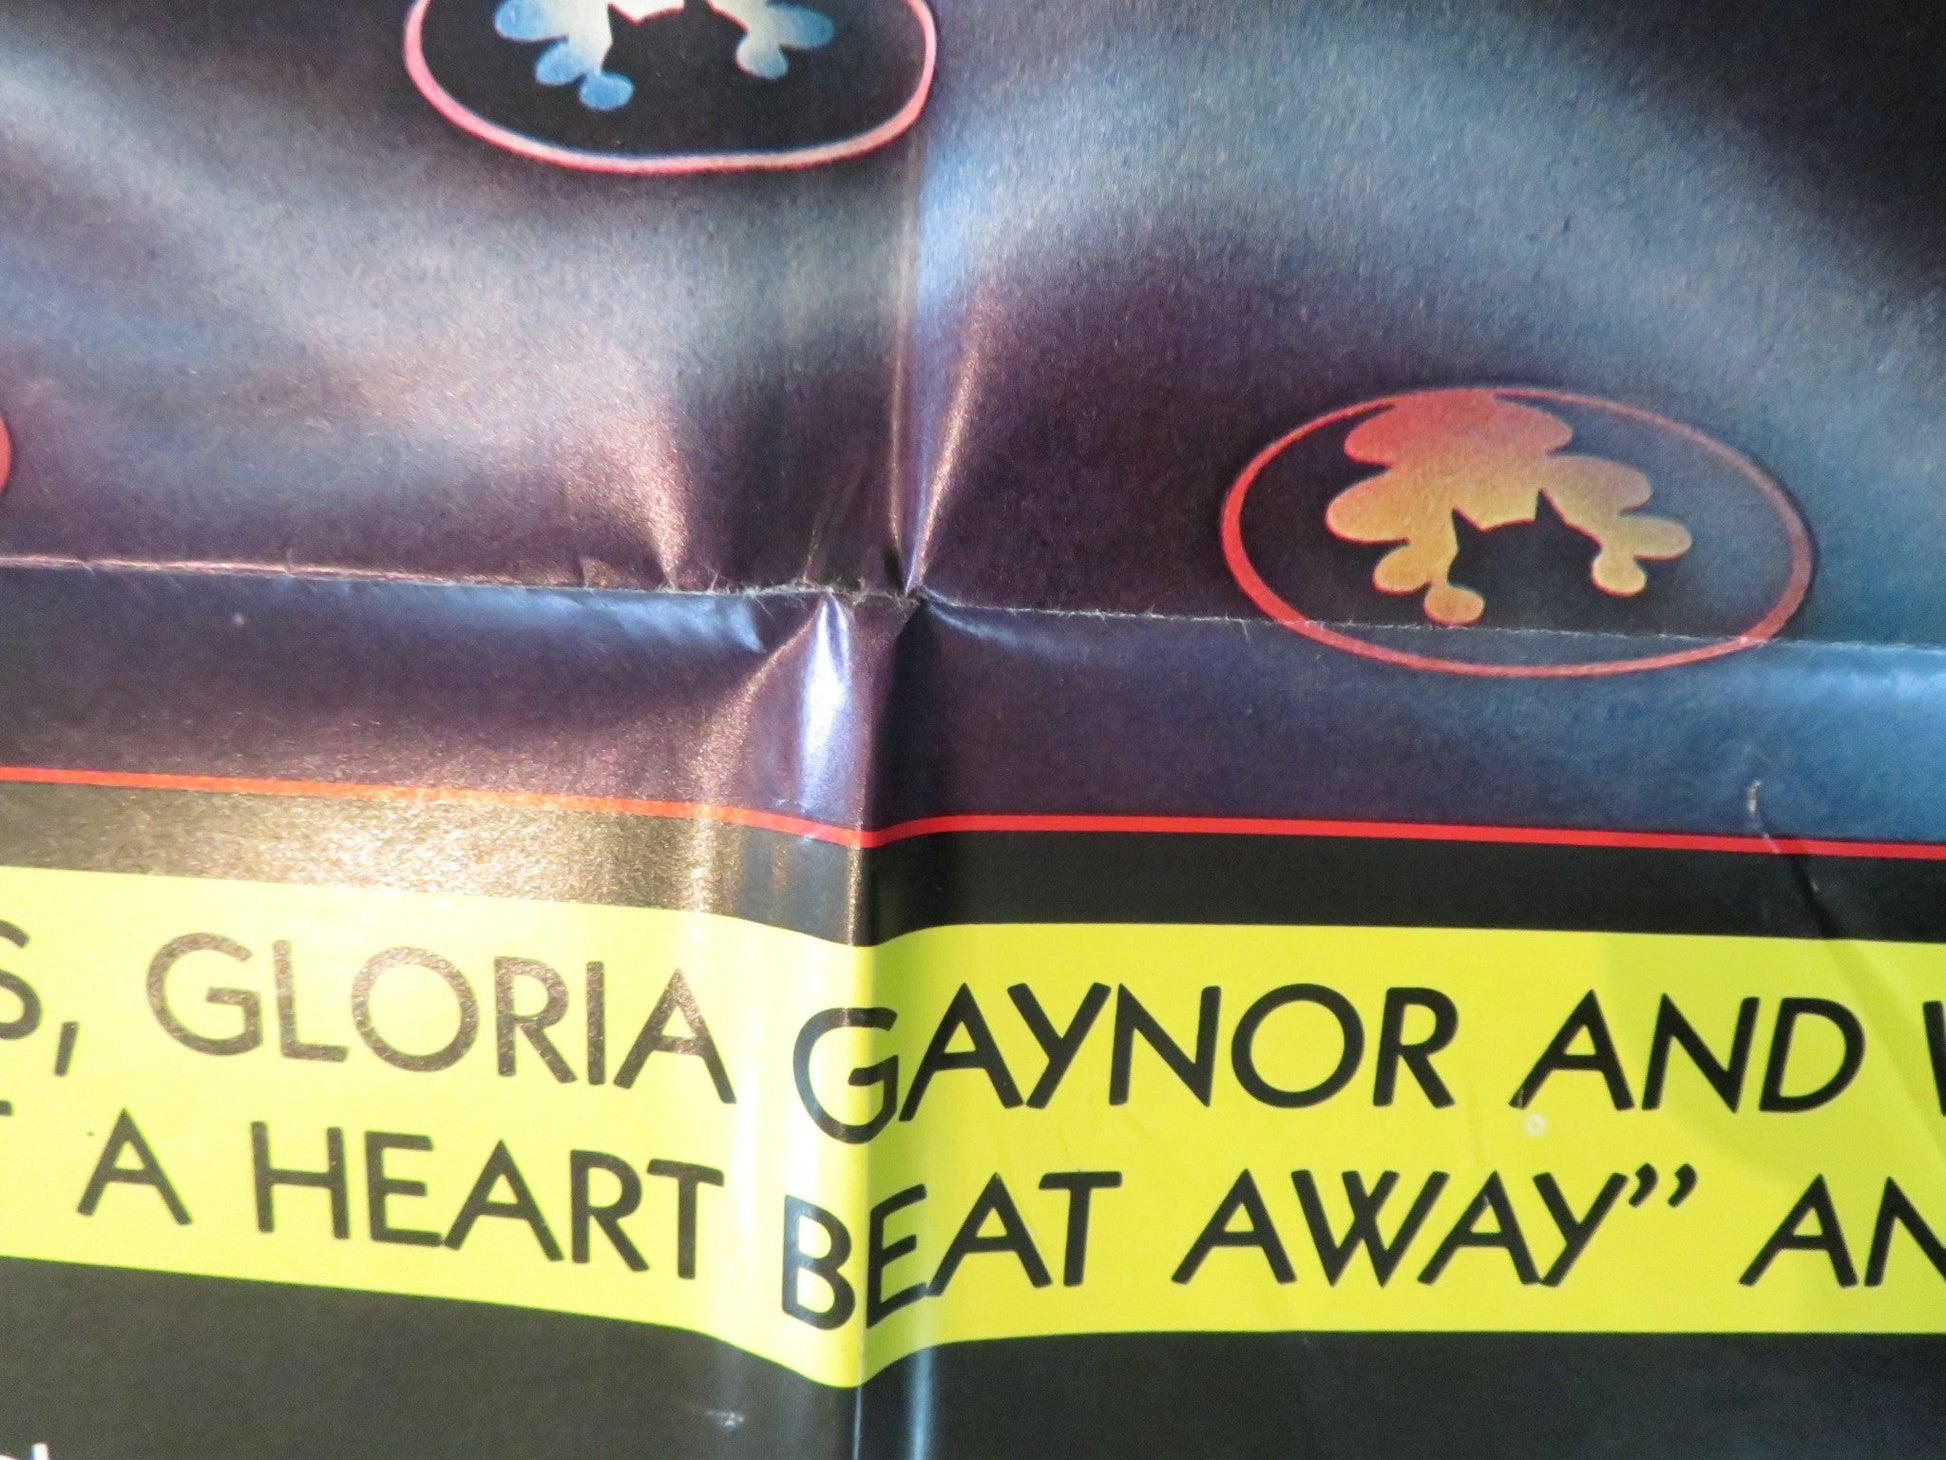 S, GLORIA GAYNOR AND
A HEART BEAT AWAY” AN